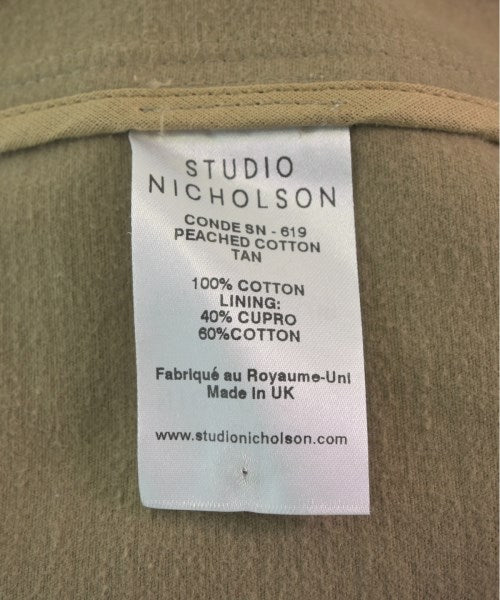 STUDIO
NICHOLSON
CONDE SN - 619
PEACHED COTTON
TAN
100% COTTON
LINING:
40% CUPRO
60%COTTON
Fabriqué au Royaume-Uni
Made in UK
www.studionicholson.com